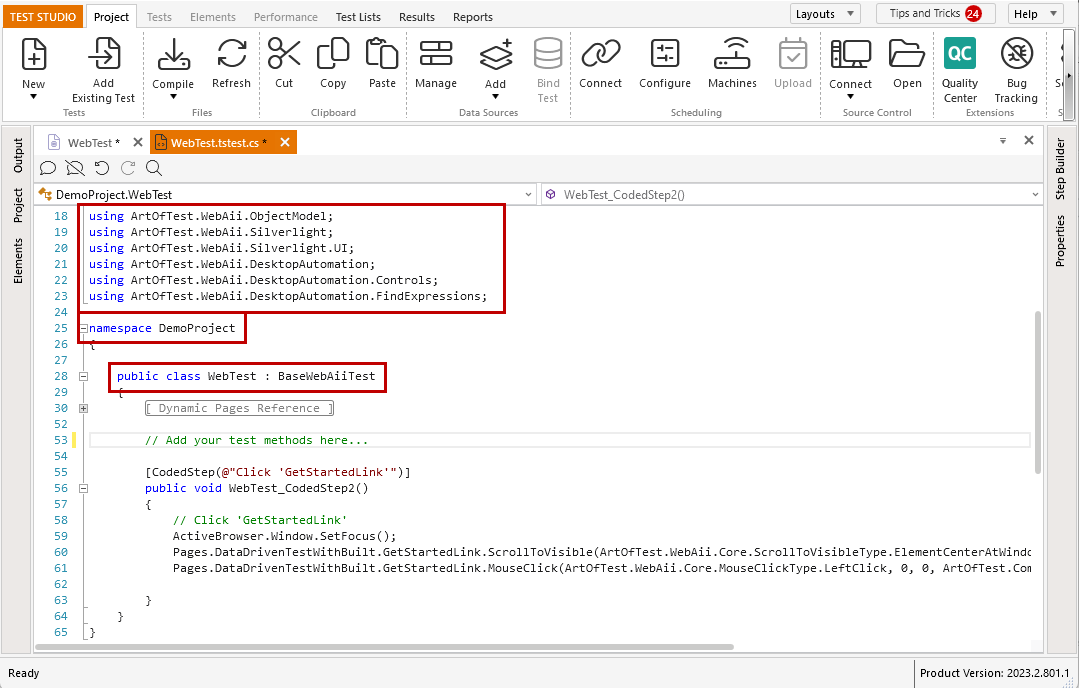 TEST STUDIO Project Tests Elements Performance Test Lists Results Reports Layouts Tips and Tricks 24 Help
New Add Existing Test Compile Refresh Cut Copy Paste Manage Add Bind Test Connect Configure Machines Upload Connect Open Quality Center Bug Tracking
QC
Tests Files Clipboard Data Sources Scheduling Source Control Extensions
Output
Project
Elements
WebTest * WebTest.tstest.cs *
DemoProject.WebTest WebTest_CodedStep2()
18 using ArtOfTest.WebAii.ObjectModel;
19 using ArtOfTest.WebAii.Silverlight;
20 using ArtOfTest.WebAii.Silverlight.UI;
21 using ArtOfTest.WebAii.DesktopAutomation;
22 using ArtOfTest.WebAii.DesktopAutomation.Controls;
23 using ArtOfTest.WebAii.DesktopAutomation.FindExpressions;
24
25 namespace DemoProject
26 {
27
28 public class WebTest : BaseWebAiiTest
29 {
30 [ Dynamic Pages Reference ]
52
53 // Add your test methods here...
54
55 [CodedStep(@"Click 'GetStartedLink'")]
56 public void WebTest_CodedStep2()
57 {
58 // Click 'GetStartedLink'
59 ActiveBrowser.Window.SetFocus();
60 Pages.DataDrivenTestWithBuilt.GetStartedLink.ScrollToVisible(ArtOfTest.WebAii.Core.ScrollToVisibleType.ElementCenterAtWindo
61 Pages.DataDrivenTestWithBuilt.GetStartedLink.MouseClick(ArtOfTest.WebAii.Core.MouseClickType.LeftClick, 0, 0, ArtOfTest.Com
62
63 }
64 }
65 }
Step Builder
Properties
Ready Product Version: 2023.2.801.1